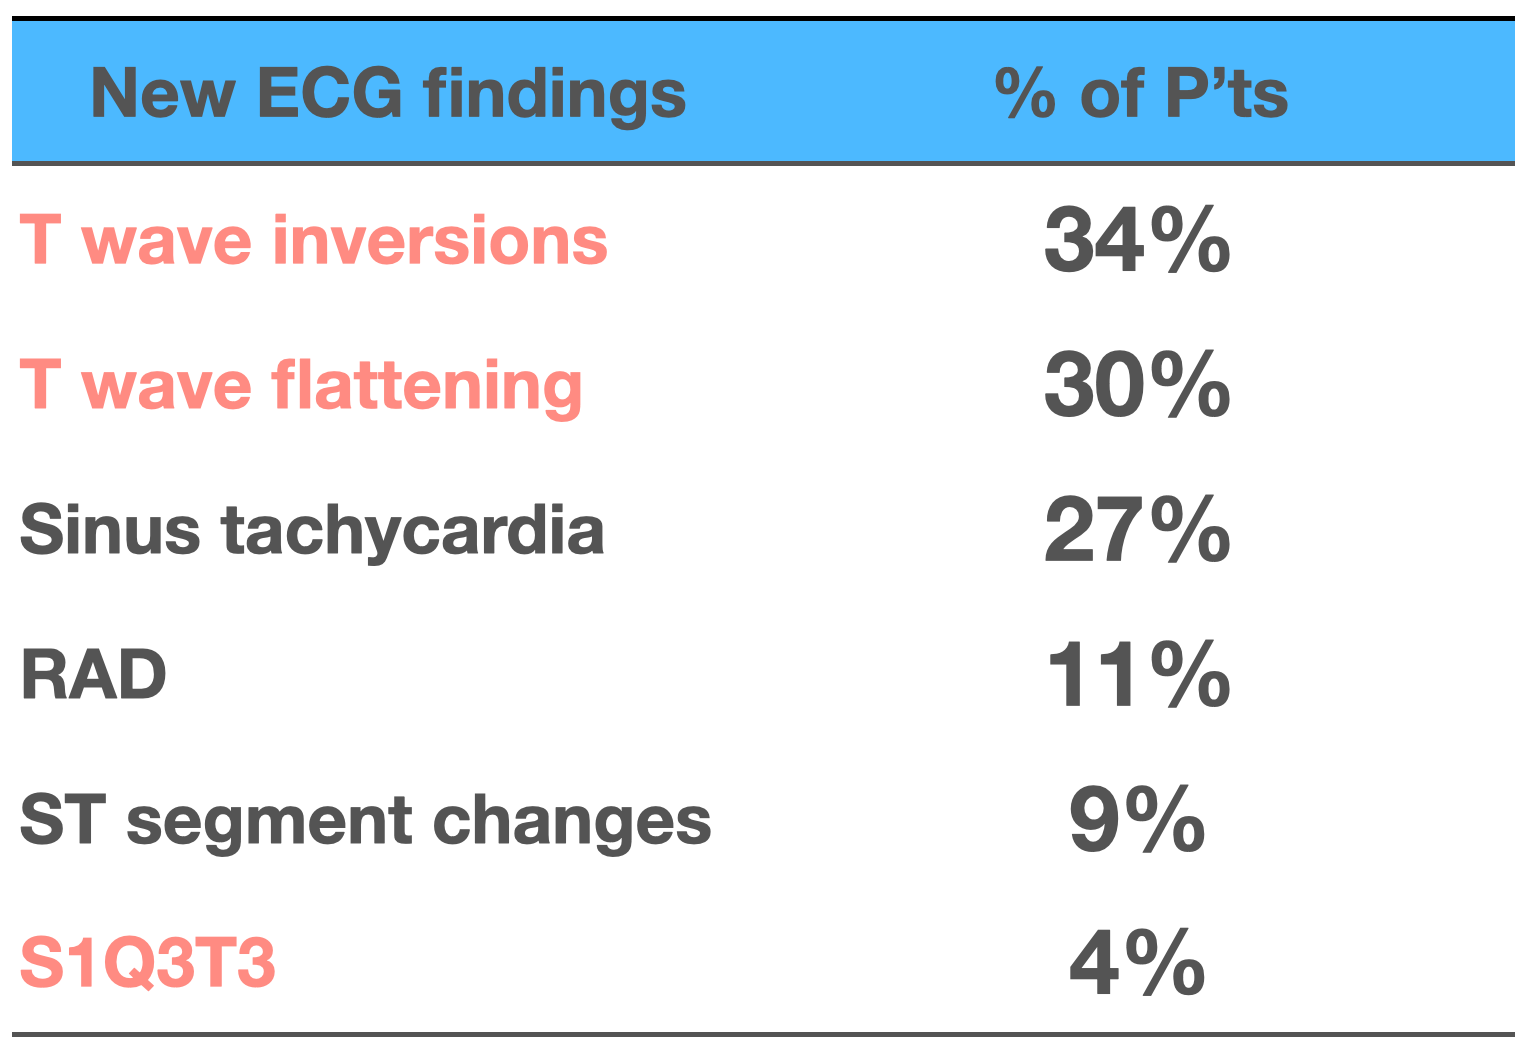 New ECG findings % of P’ts
T wave inversions 34%
T wave flattening 30%
Sinus tachycardia 27%
RAD 11%
ST segment changes 9%
S1Q3T3 4%